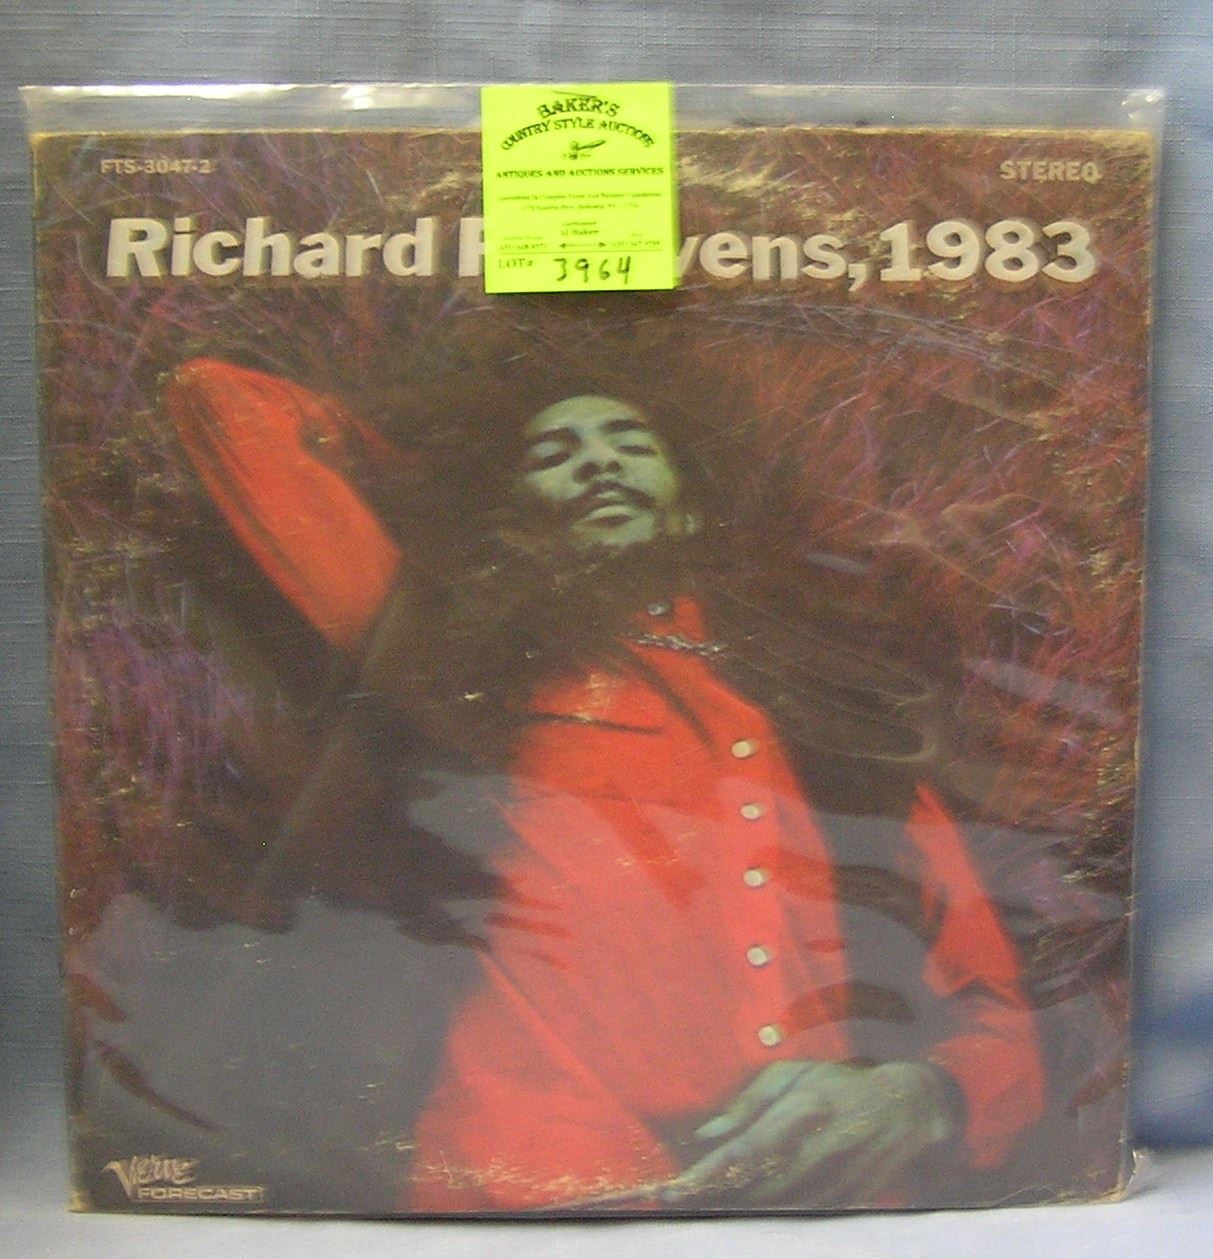 BAKER'S
COUNTRY STYLE AUCTIONS
ANTIQUES AND AUCTIONS SERVICES
LOT# 3964
FTS-3047-2
STEREO
Richard P vens, 1983
Verve
FORECAST